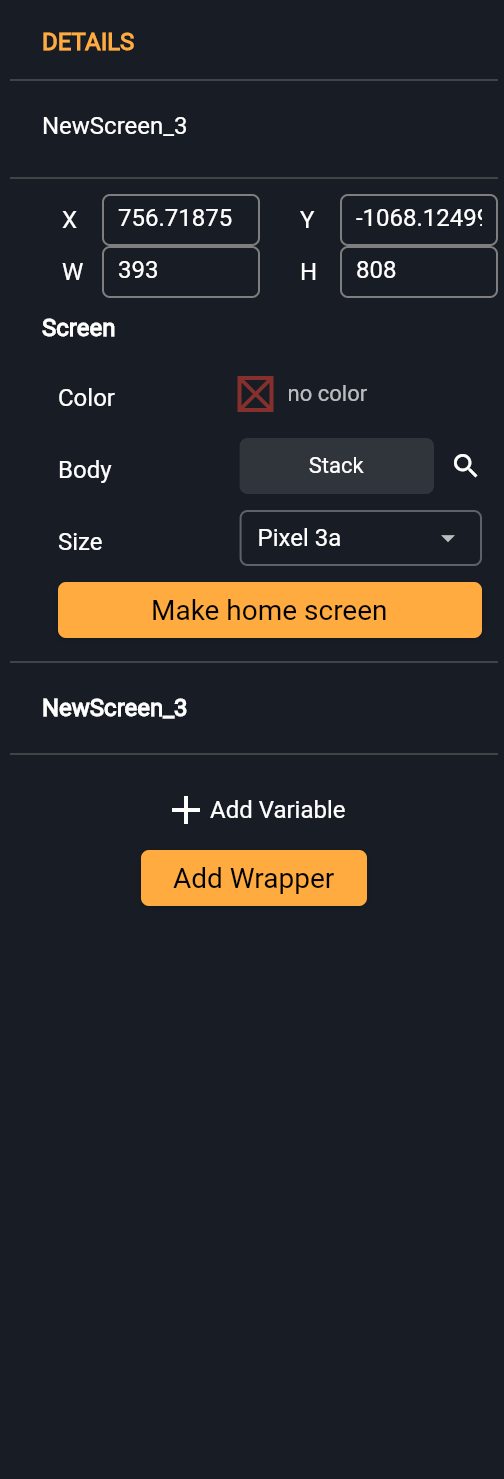 DETAILS
NewScreen_3
X 756.71875 Y -1068.1249
W 393 H 808
Screen
Color no color
Body Stack
Size Pixel 3a
Make home screen
NewScreen_3
Add Variable
Add Wrapper